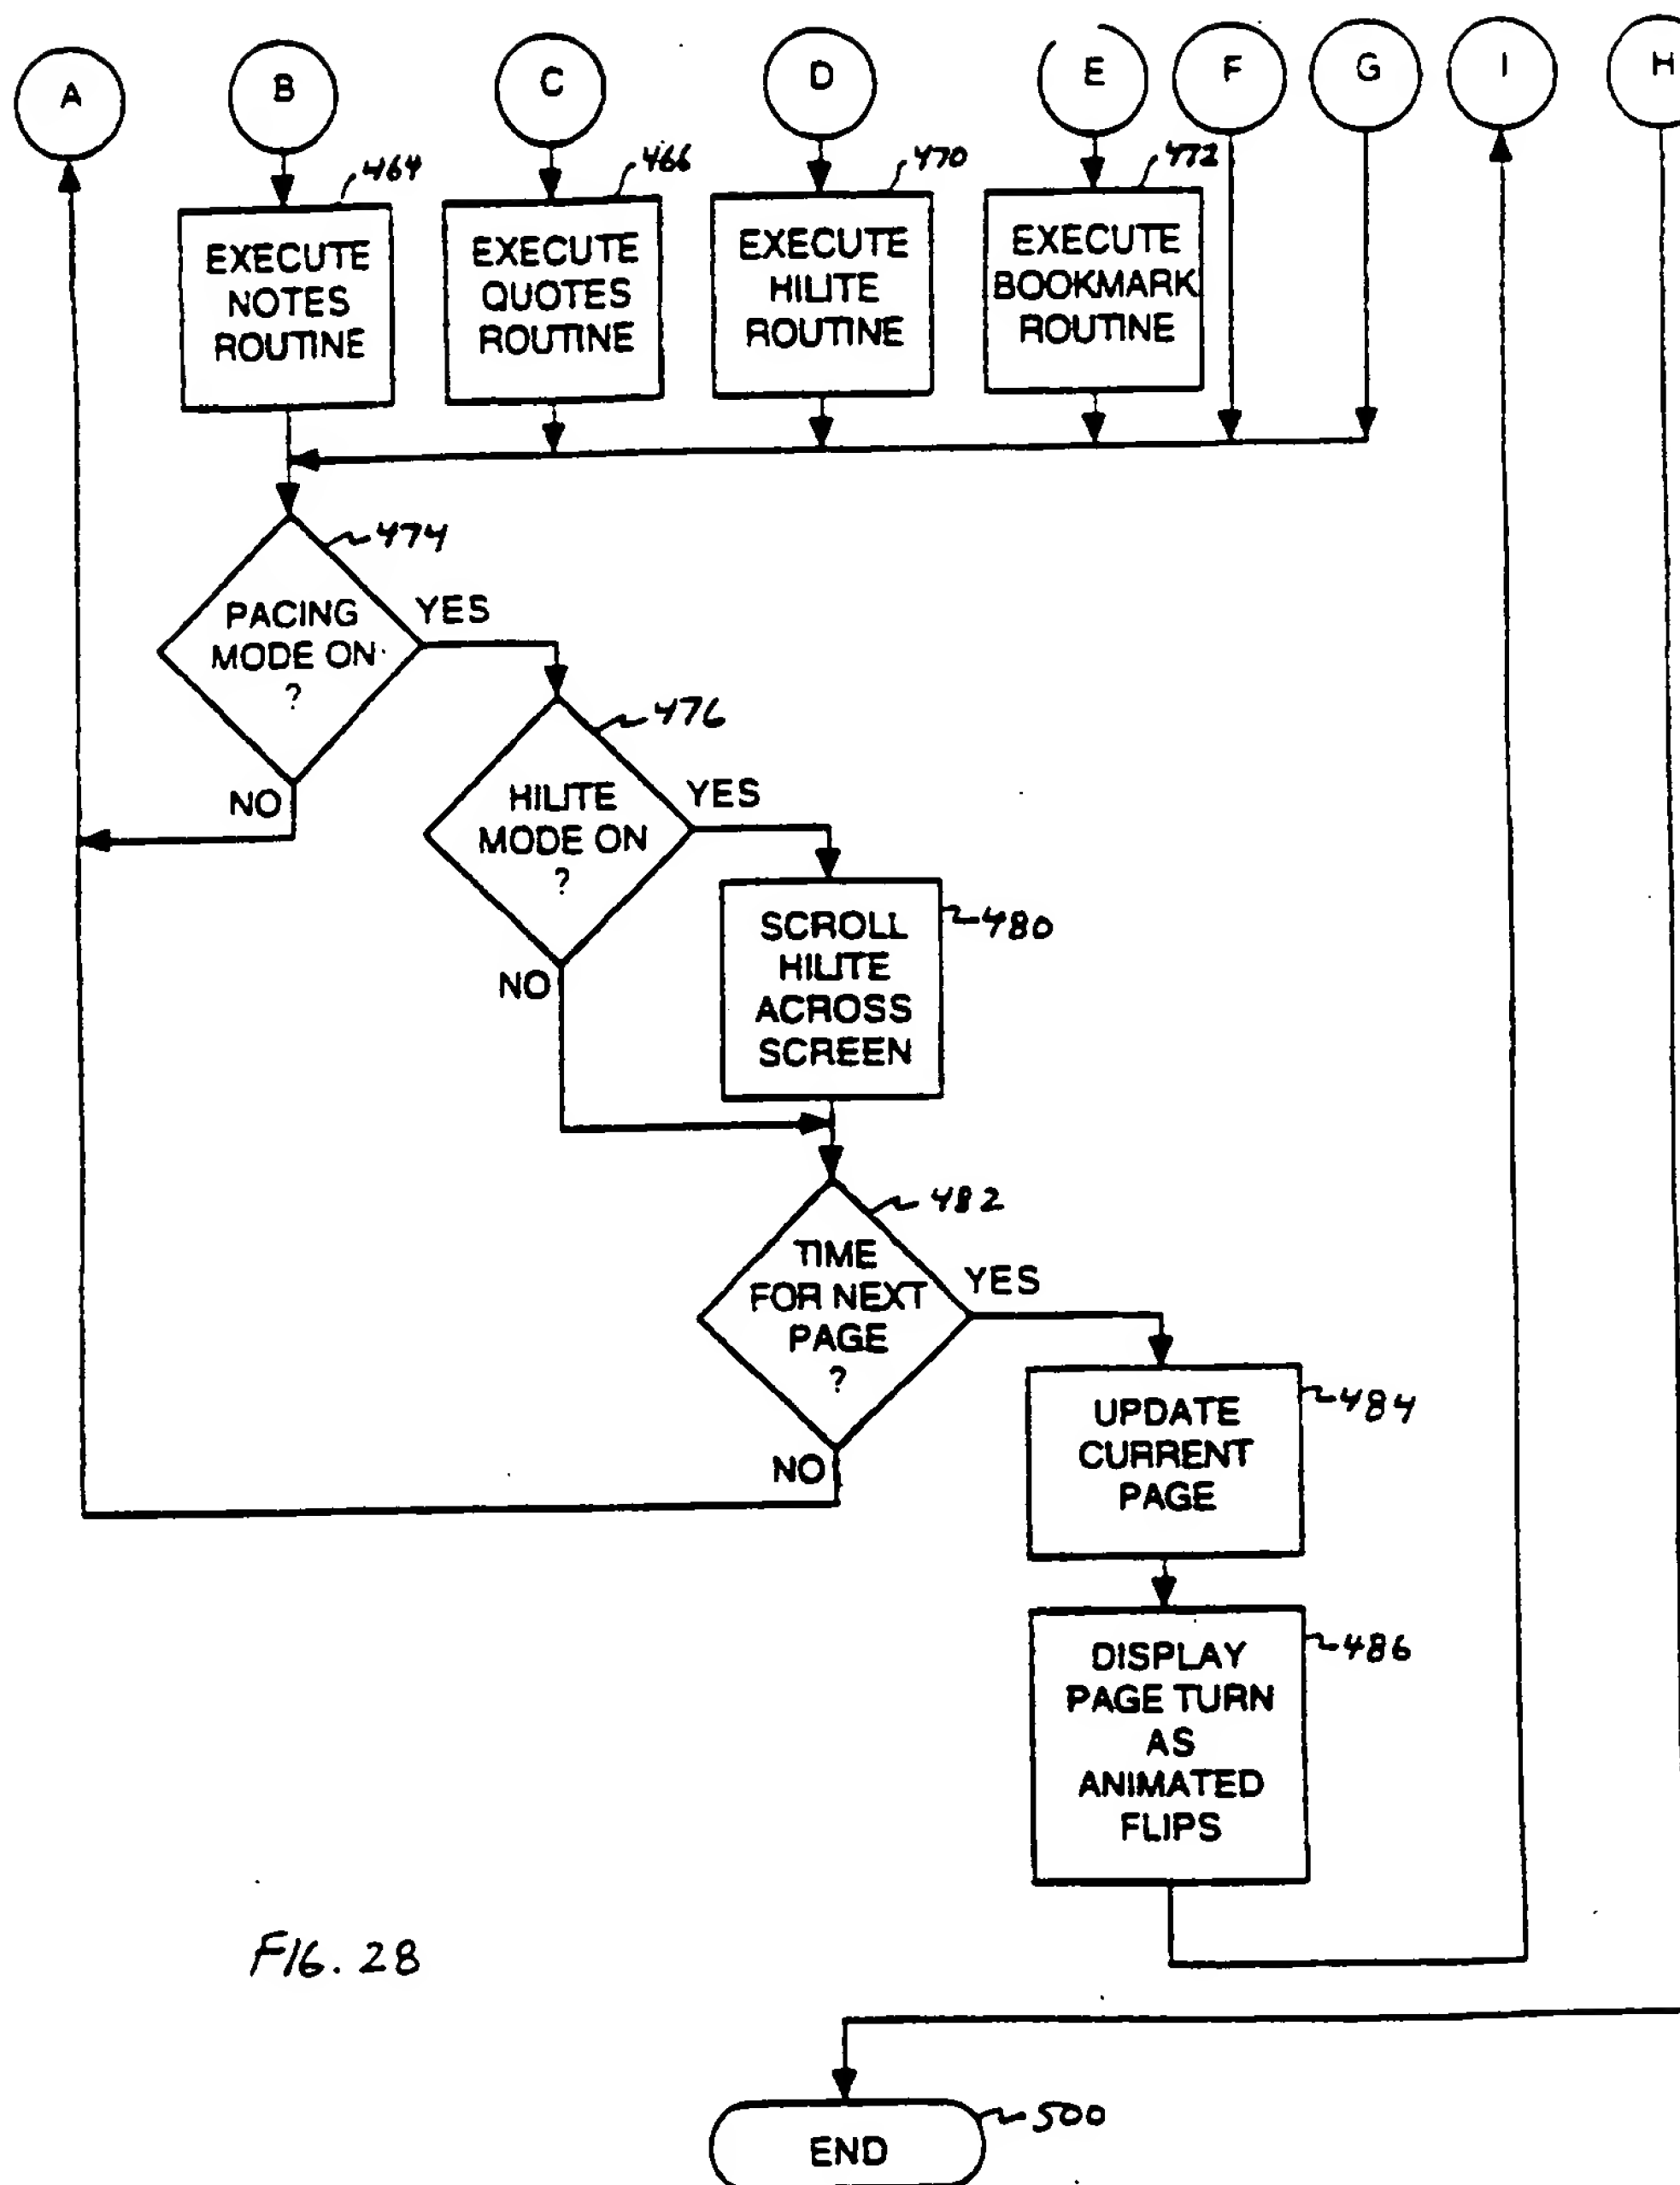 A B C D E F G I H
464 466 470 472
EXECUTE
NOTES
ROUTINE
EXECUTE
QUOTES
ROUTINE
EXECUTE
HILITE
ROUTINE
EXECUTE
BOOKMARK
ROUTINE
474
PACING
MODE ON
?
YES
NO
476
HILITE
MODE ON
?
YES
NO
480
SCROLL
HILITE
ACROSS
SCREEN
482
TIME
FOR NEXT
PAGE
?
YES
NO
484
UPDATE
CURRENT
PAGE
486
DISPLAY
PAGE TURN
AS
ANIMATED
FLIPS
FIG. 28
500
END